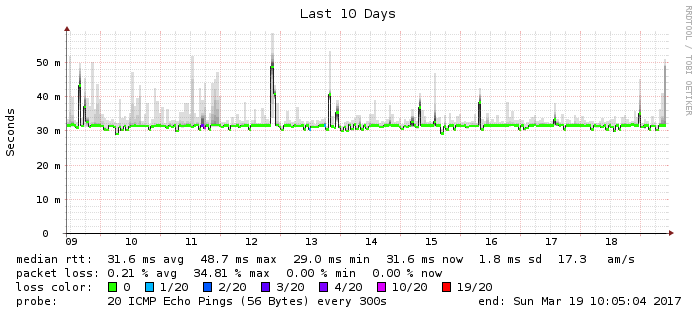 Last 10 Days
RRDTOOL / TOBI OETIKER
Seconds
50 m
40 m
30 m
20 m
10 m
0
09 10 11 12 13 14 15 16 17 18
median rtt: 31.6 ms avg 48.7 ms max 29.0 ms min 31.6 ms now 1.8 ms sd 17.3 am/s
packet loss: 0.21 % avg 34.81 % max 0.00 % min 0.00 % now
loss color: 0 1/20 2/20 3/20 4/20 10/20 19/20
probe: 20 ICMP Echo Pings (56 Bytes) every 300s end: Sun Mar 19 10:05:04 2017